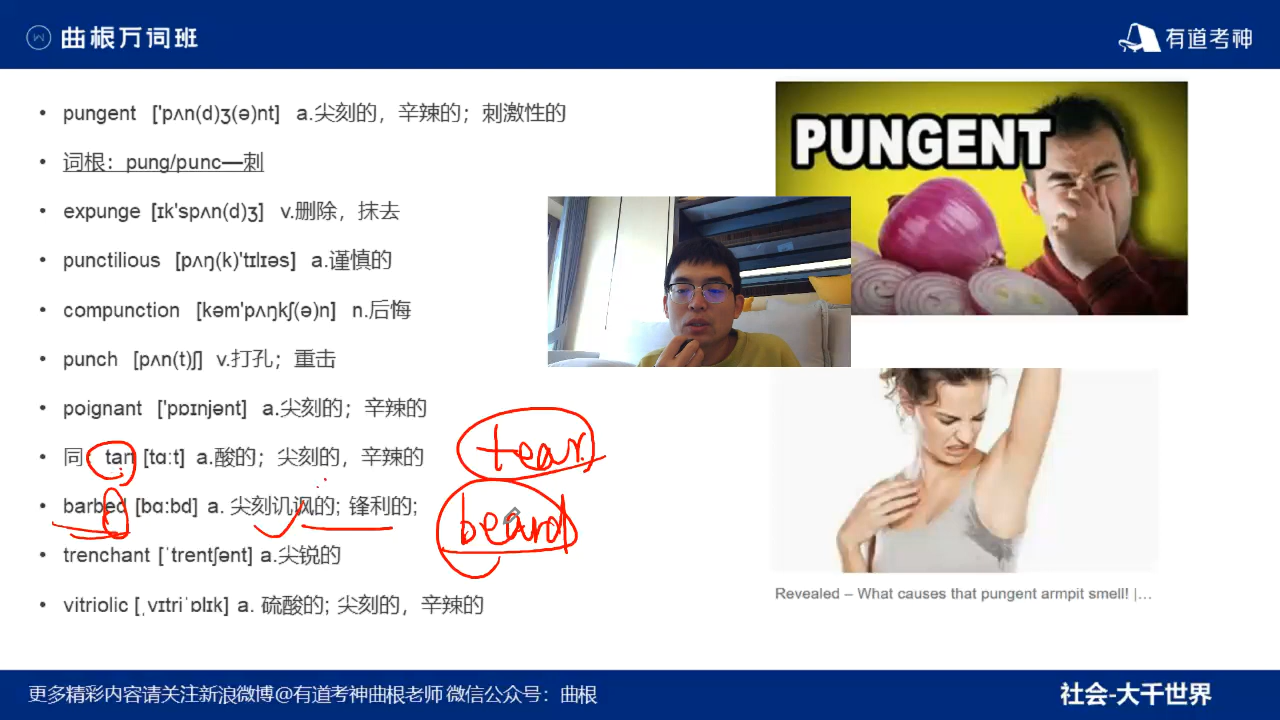 曲根万词班
有道考神
pungent ['pʌn(d)ʒ(ə)nt] a.尖刻的，辛辣的；刺激性的
词根：pung/punc—刺
expunge [ɪk'spʌn(d)ʒ] v.删除，抹去
punctilious [pʌŋ(k)'tɪlɪəs] a.谨慎的
compunction [kəm'pʌŋkʃ(ə)n] n.后悔
punch [pʌn(t)ʃ] v.打孔；重击
poignant ['pɒɪnjənt] a.尖刻的；辛辣的
同：tart [tɑːt] a.酸的；尖刻的，辛辣的
tear
barbed [bɑːbd] a. 尖刻讥讽的; 锋利的;
beard
trenchant [ˈtrentʃənt] a.尖锐的
vitriolic [ˌvɪtriˈɒlɪk] a. 硫酸的; 尖刻的，辛辣的
PUNGENT
Revealed – What causes that pungent armpit smell! |…
更多精彩内容请关注新浪微博@有道考神曲根老师 微信公众号：曲根
社会-大千世界